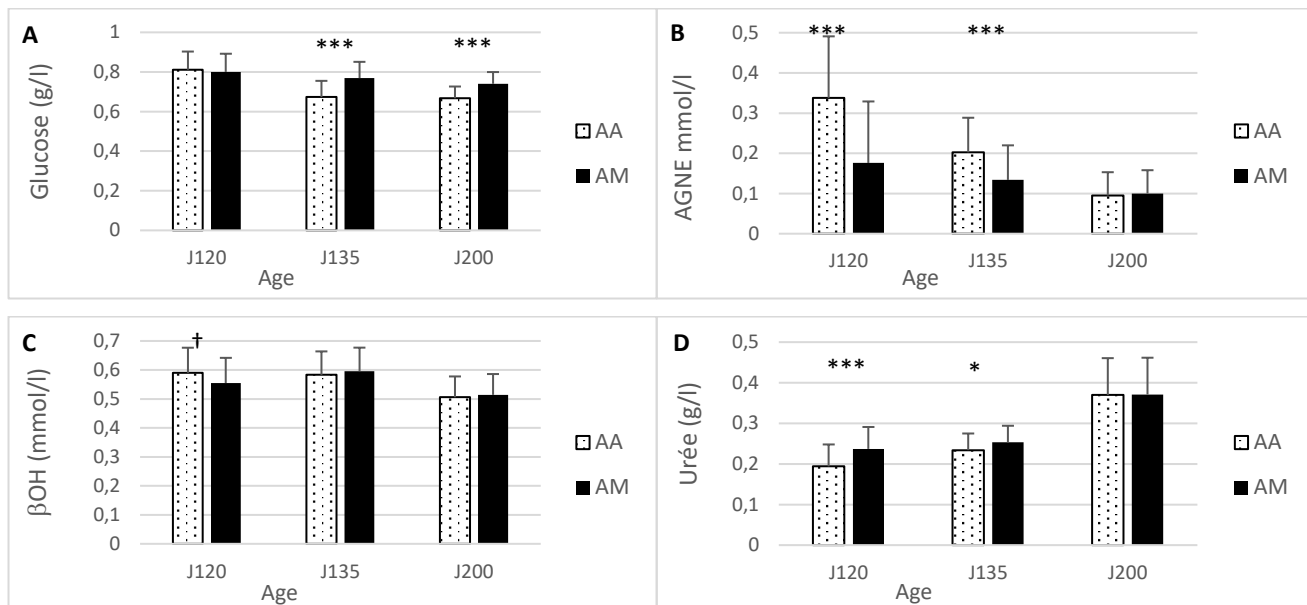 A
***
***
1
0,8
0,6
0,4
0,2
0
Glucose (g/l)
J120
J135
J200
Age
AA
AM
B
***
***
0,5
0,4
0,3
0,2
0,1
0
AGNE mmol/l
J120
J135
J200
Age
AA
AM
C
†
0,7
0,6
0,5
0,4
0,3
0,2
0,1
0
βOH (mmol/l)
J120
J135
J200
Age
AA
AM
D
***
*
0,5
0,4
0,3
0,2
0,1
0
Urée (g/l)
J120
J135
J200
Age
AA
AM